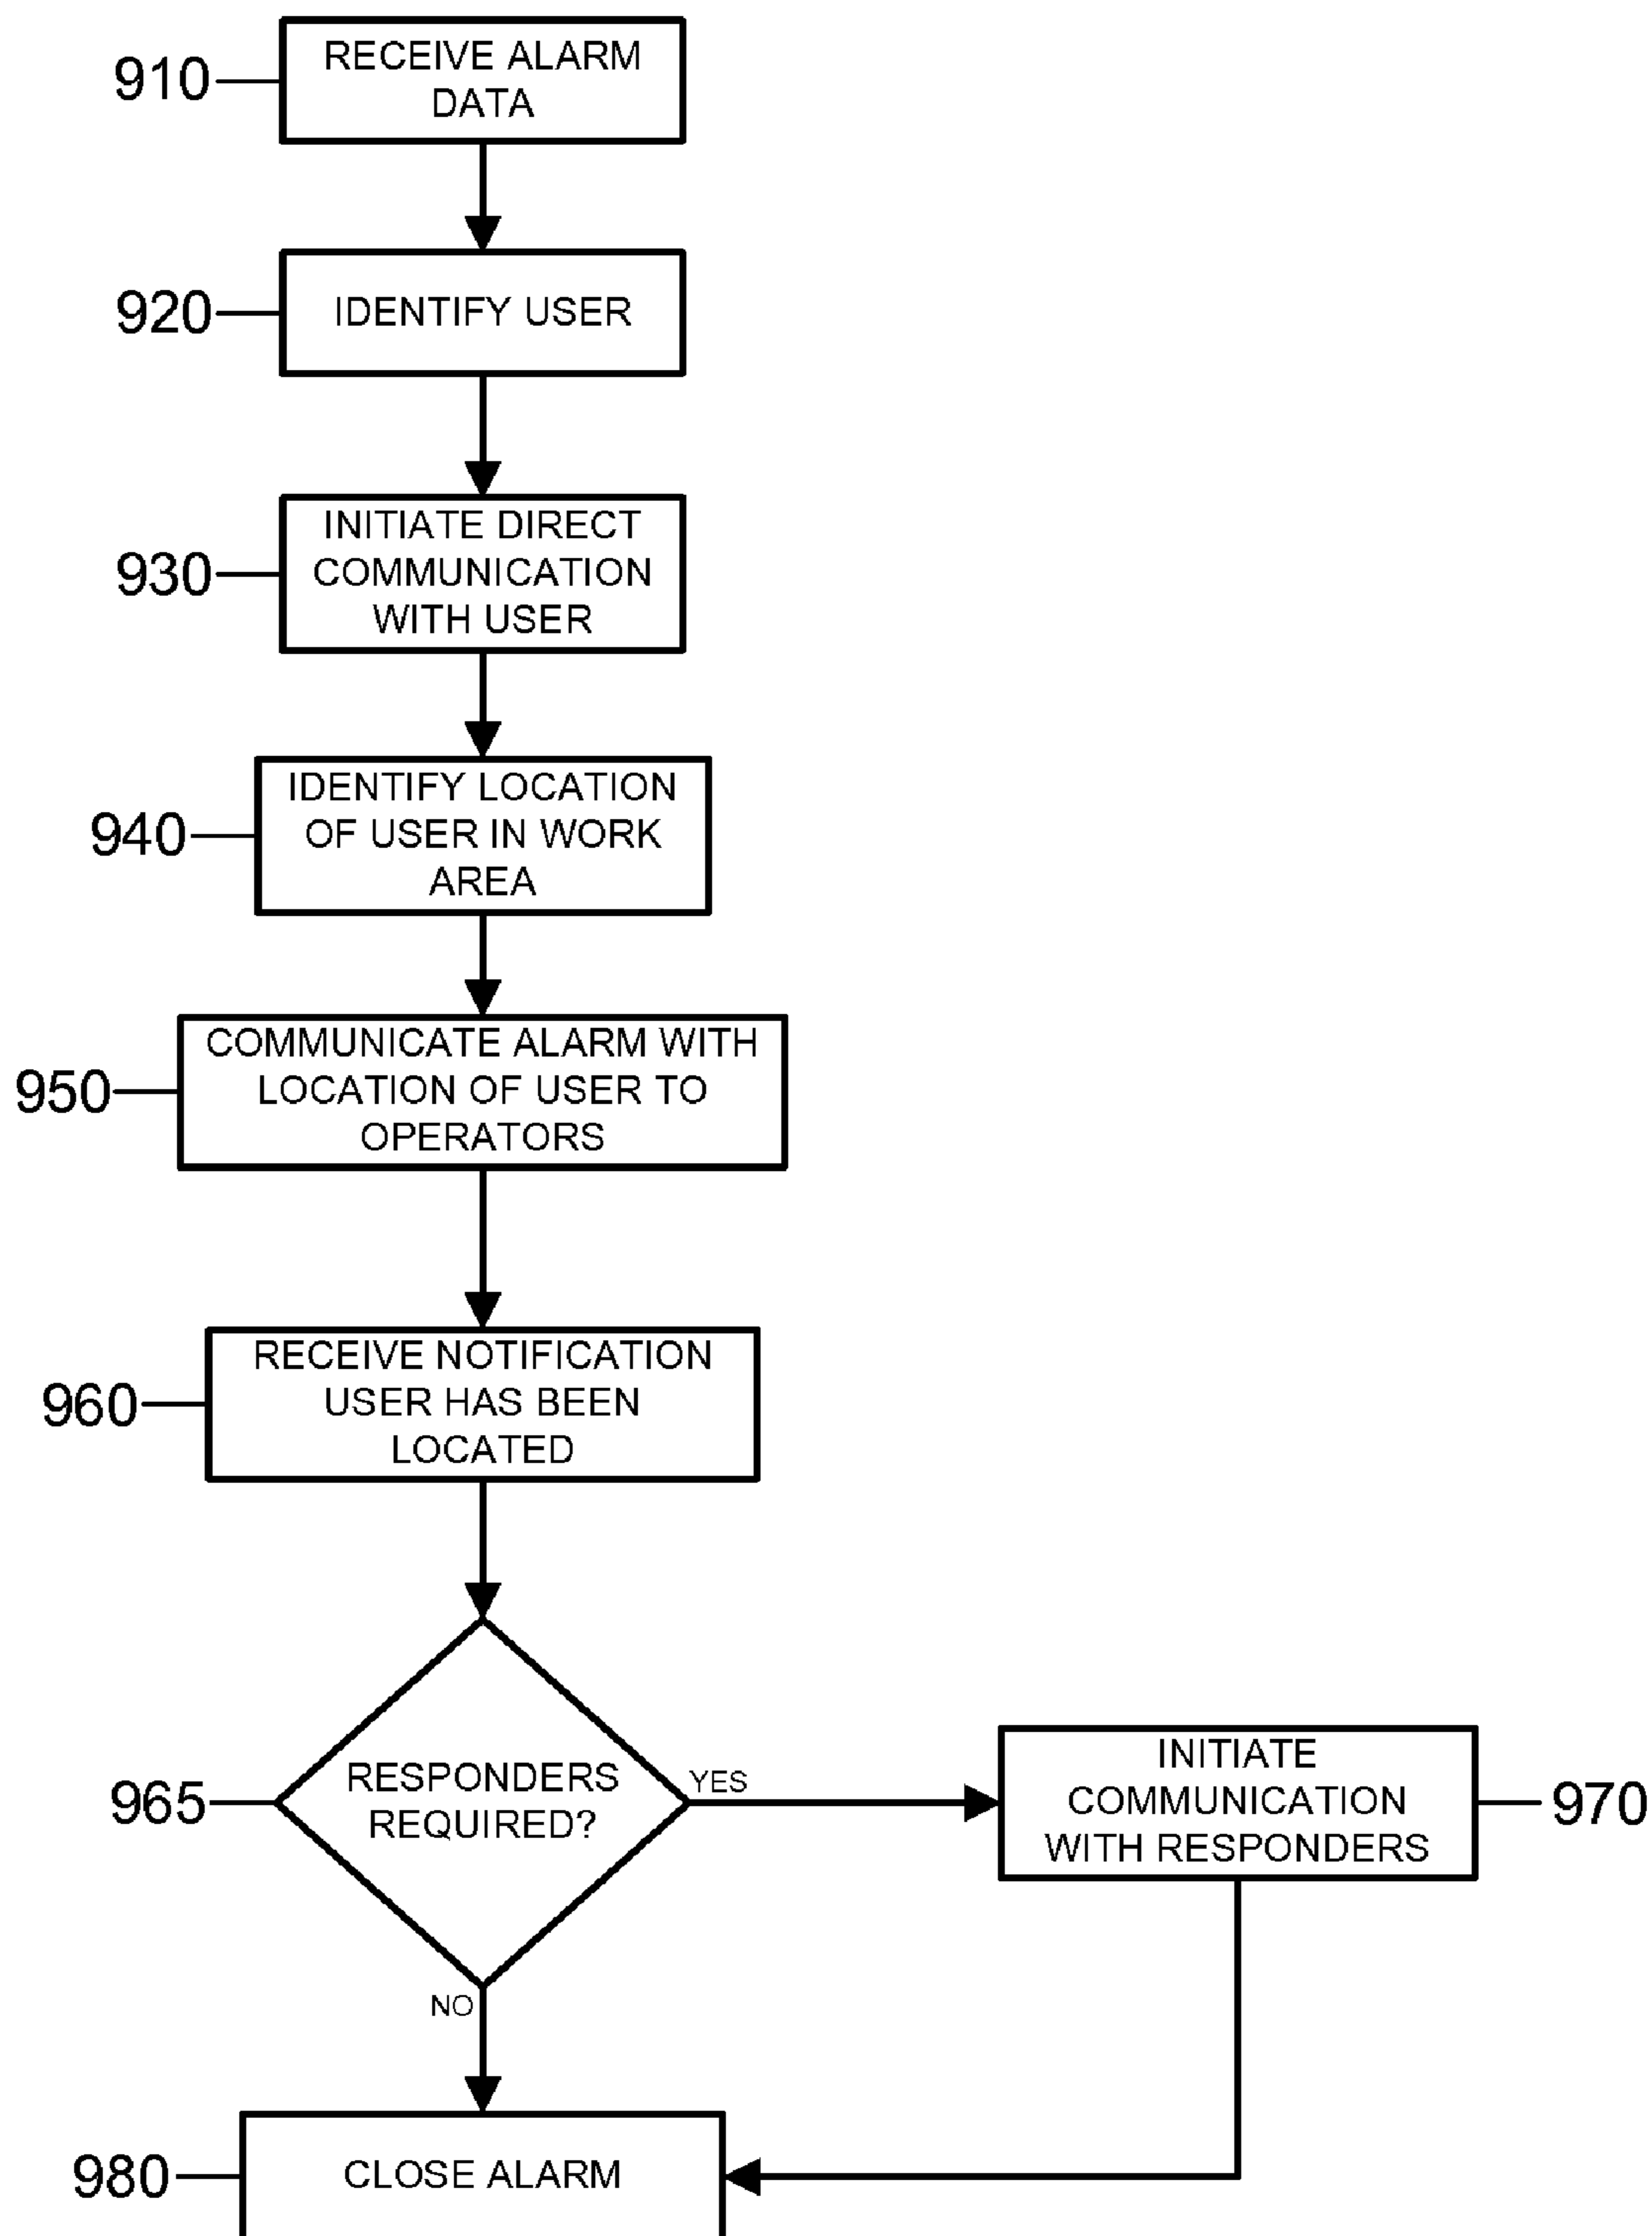 910
RECEIVE ALARM
DATA
920
IDENTIFY USER
930
INITIATE DIRECT
COMMUNICATION
WITH USER
940
IDENTIFY LOCATION
OF USER IN WORK
AREA
950
COMMUNICATE ALARM WITH
LOCATION OF USER TO
OPERATORS
960
RECEIVE NOTIFICATION
USER HAS BEEN
LOCATED
965
RESPONDERS
REQUIRED?
YES
INITIATE
COMMUNICATION
WITH RESPONDERS
970
NO
980
CLOSE ALARM